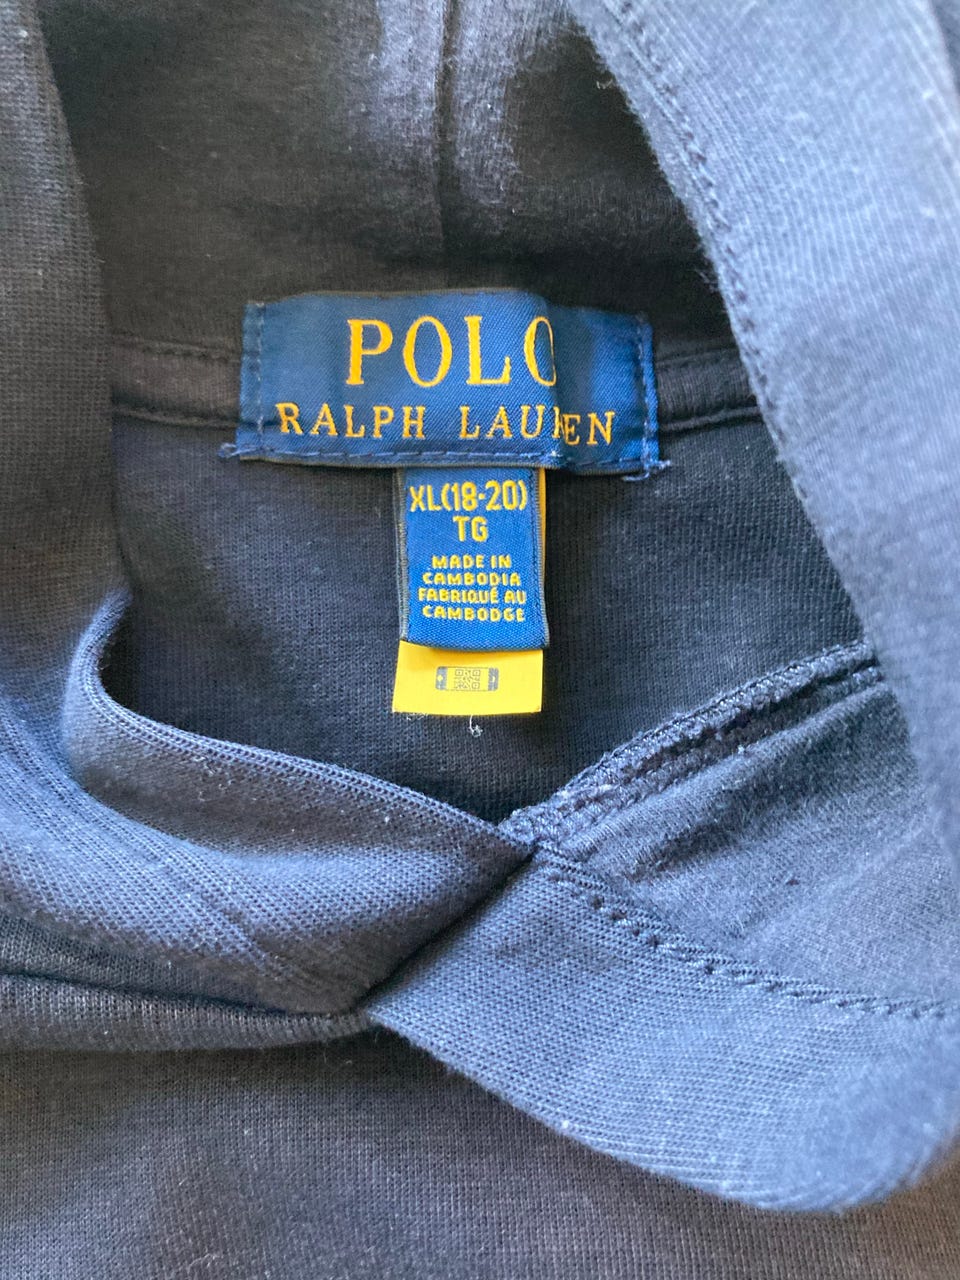 POLO
RALPH LAUREN
XL(18-20)
TG
MADE IN
CAMBODIA
FABRIQUÉ AU
CAMBODGE